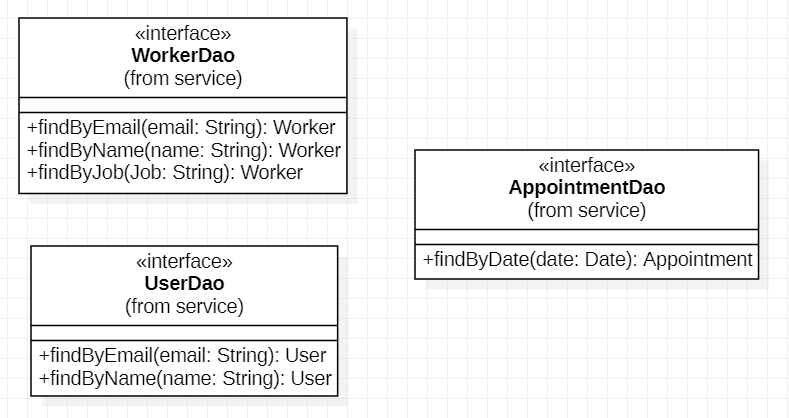 «interface»
WorkerDao
(from service)
+findByEmail(email: String): Worker
+findByName(name: String): Worker
+findByJob(Job: String): Worker
«interface»
AppointmentDao
(from service)
+findByDate(date: Date): Appointment
«interface»
UserDao
(from service)
+findByEmail(email: String): User
+findByName(name: String): User